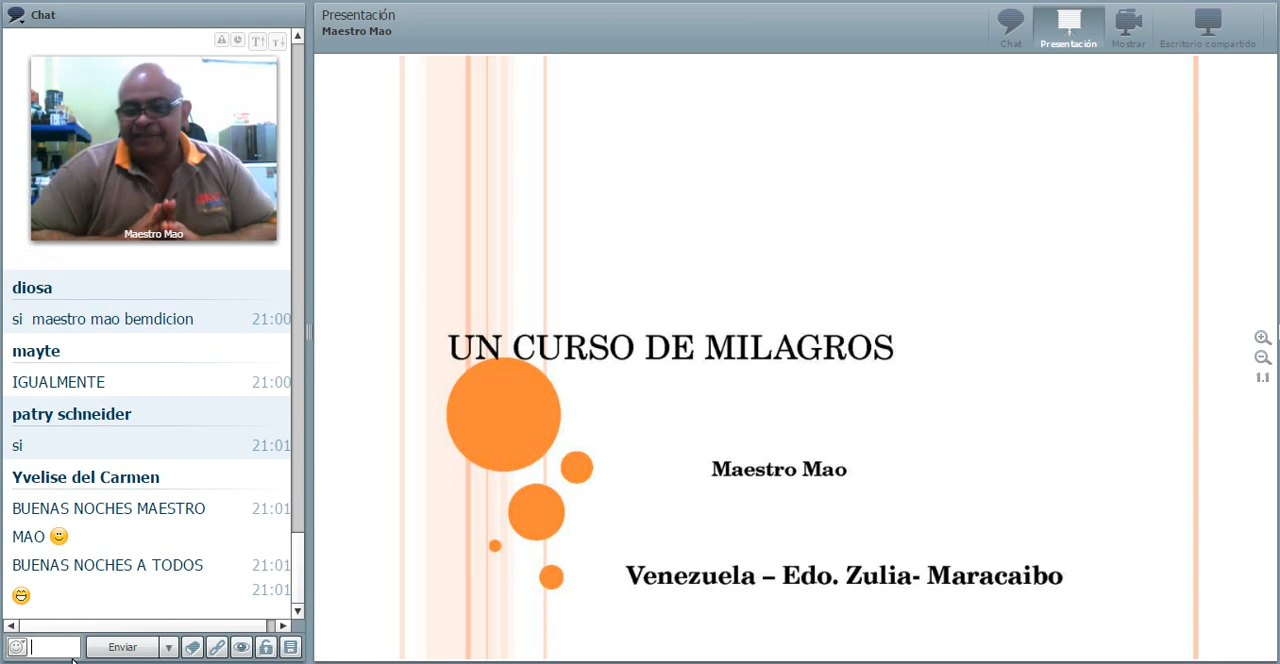 Chat
Maestro Mao
diosa
si maestro mao bemdicion 21:00
mayte
IGUALMENTE 21:00
patry schneider
si 21:01
Yvelise del Carmen
BUENAS NOCHES MAESTRO 21:01
MAO
BUENAS NOCHES A TODOS 21:01
21:01
Enviar
Presentación
Maestro Mao
Chat
Presentación
Mostrar
Escritorio compartido
UN CURSO DE MILAGROS
Maestro Mao
Venezuela – Edo. Zulia- Maracaibo
1.1